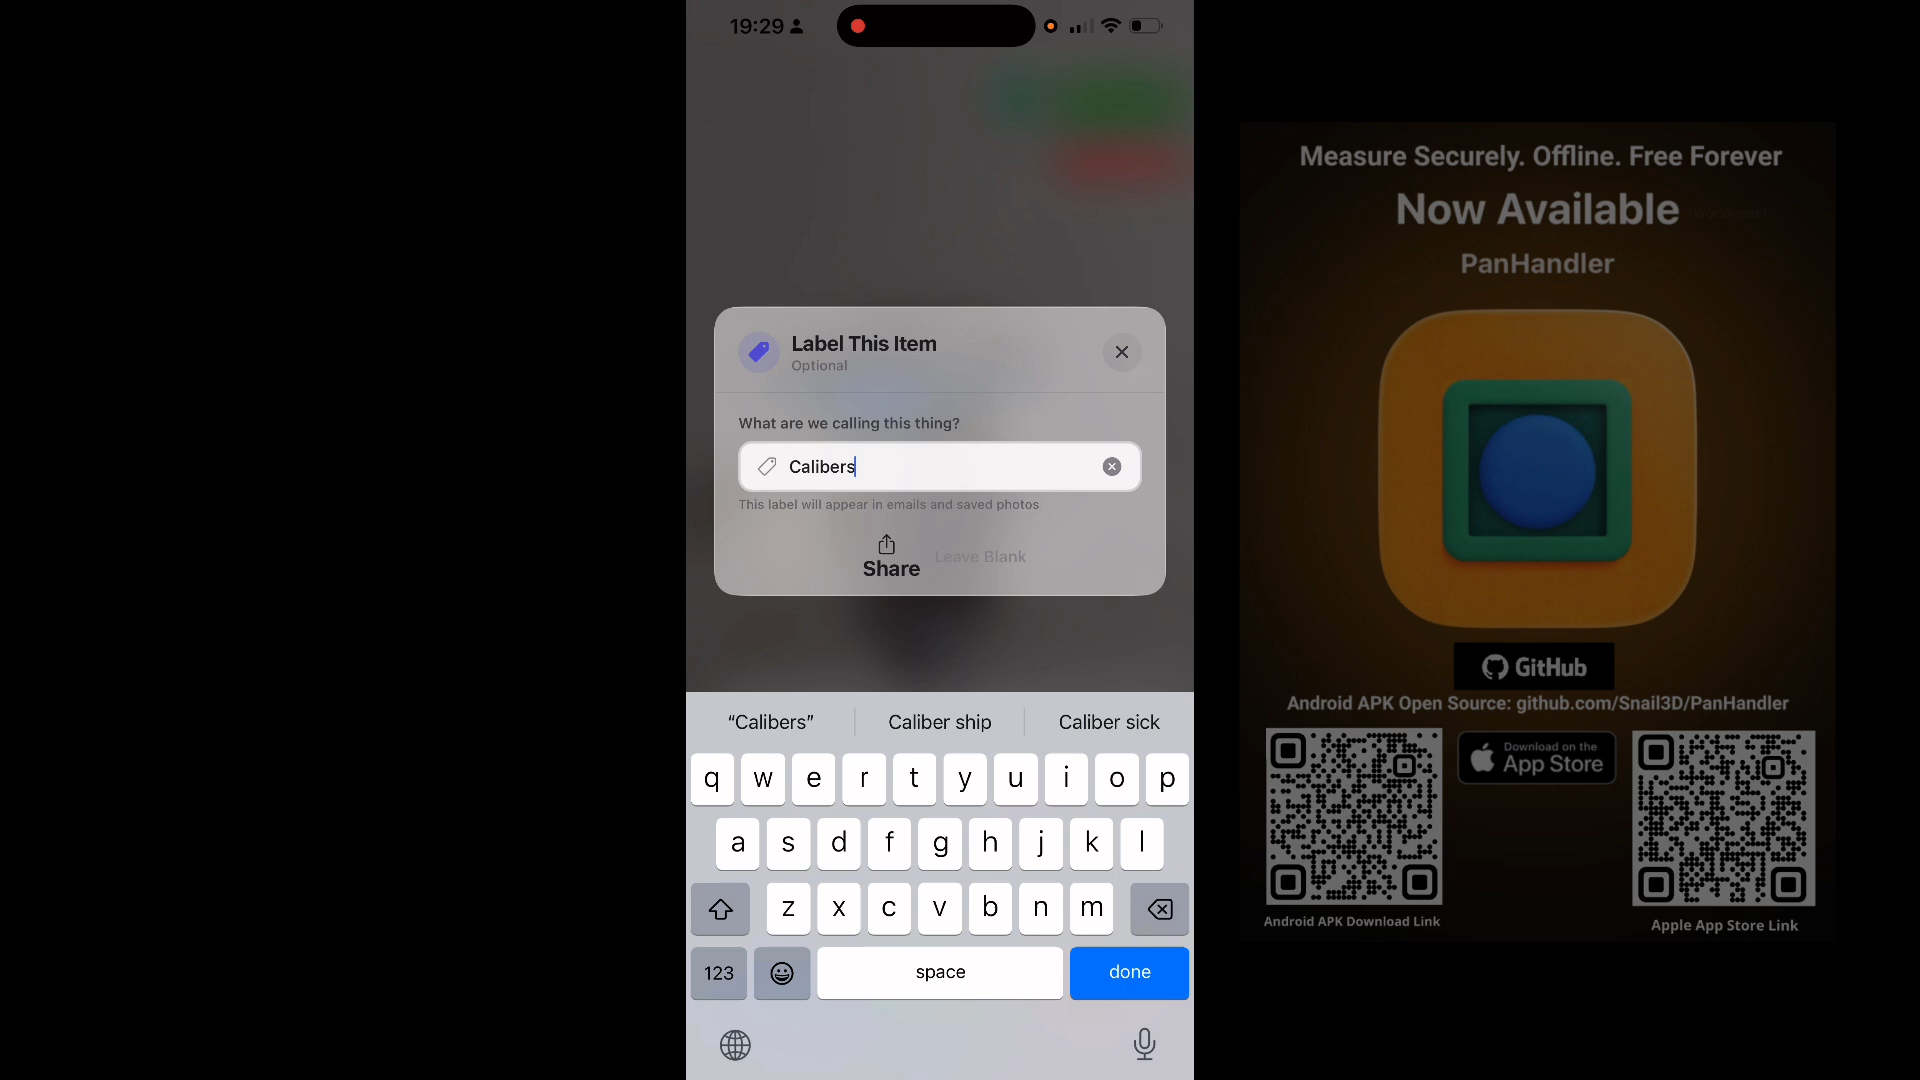 19:29
Label This Item
Optional
What are we calling this thing?
Calibers
This label will appear in emails and saved photos
Share
Leave Blank
“Calibers”
Caliber ship
Caliber sick
q w e r t y u i o p
a s d f g h j k l
z x c v b n m
123
space
done
Measure Securely. Offline. Free Forever
Now Available
(Worldwide)
PanHandler
GitHub
Android APK Open Source: github.com/Snail3D/PanHandler
Download on the
App Store
Android APK Download Link
Apple App Store Link